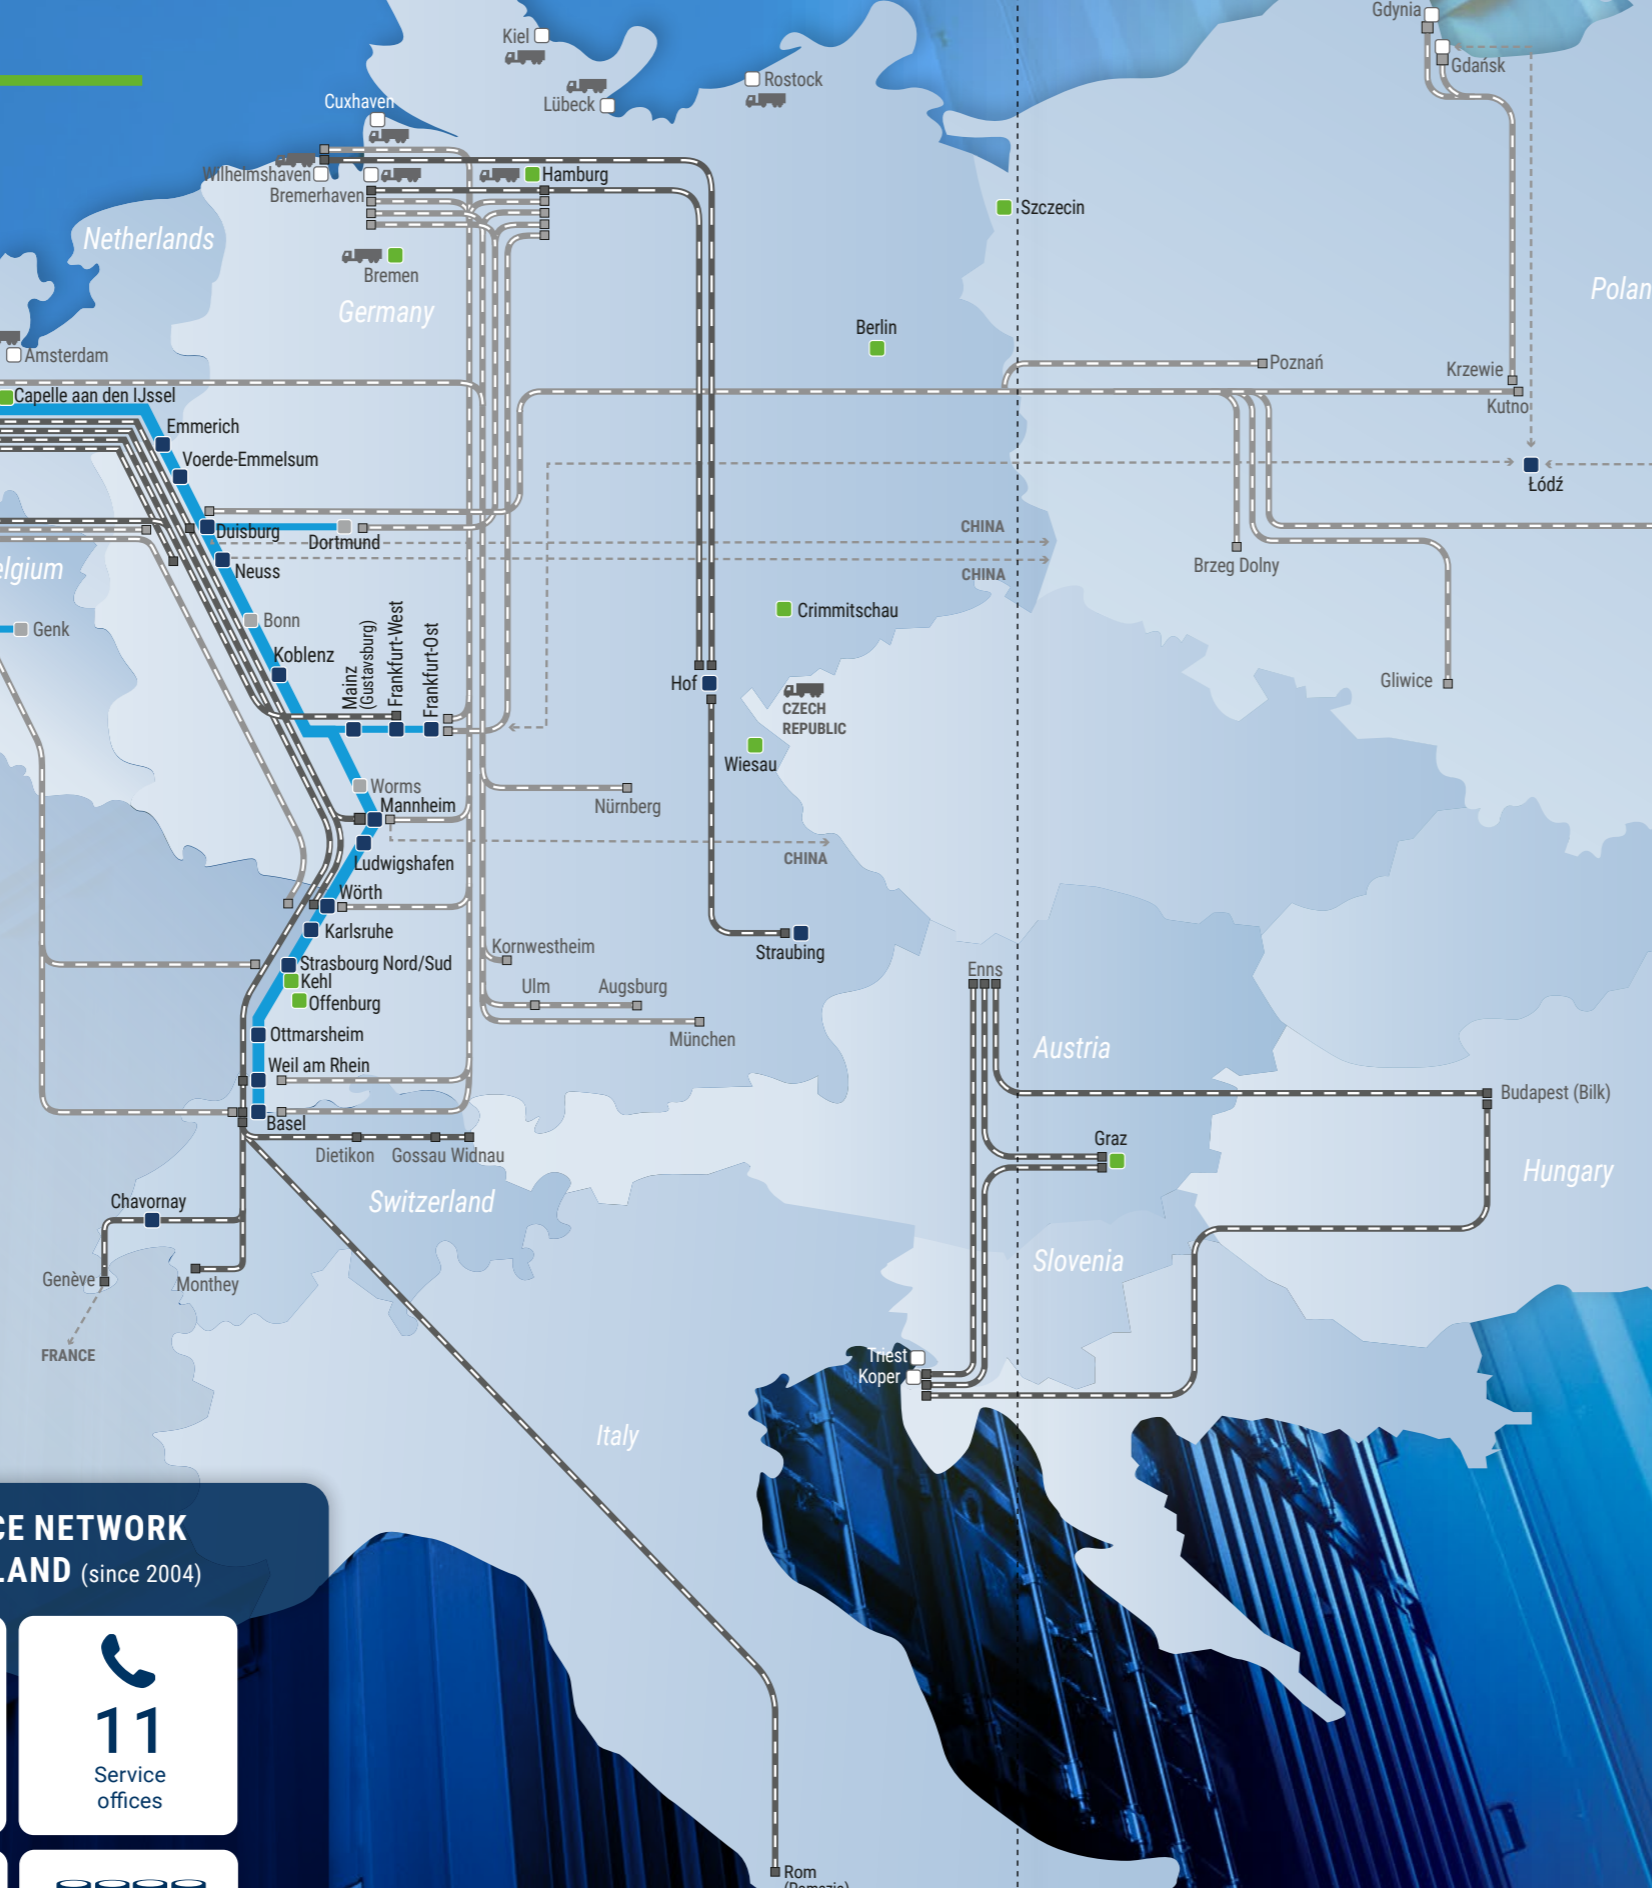 Gdynia
Kiel
Gdańsk
Rostock
Lübeck
Cuxhaven
Wilhelmshaven
Hamburg
Bremerhaven
Szczecin
Netherlands
Bremen
Polan
Germany
Berlin
Amsterdam
Poznań
Krzewie
Capelle aan den IJssel
Kutno
Emmerich
Voerde-Emmelsum
Łódź
Duisburg
Dortmund
CHINA
elgium
Neuss
CHINA
Brzeg Dolny
Crimmitschau
Bonn
Genk
Koblenz
Mainz
(Gustavsburg)
Frankfurt-West
Frankfurt-Ost
Hof
Gliwice
CZECH
REPUBLIC
Wiesau
Worms
Mannheim
Nürnberg
CHINA
Ludwigshafen
Wörth
Karlsruhe
Kornwestheim
Straubing
Strasbourg Nord/Sud
Enns
Kehl
Ulm
Augsburg
Offenburg
Ottmarsheim
München
Austria
Weil am Rhein
Budapest (Bilk)
Basel
Graz
Dietikon
Gossau
Widnau
Hungary
Chavornay
Switzerland
Slovenia
Genève
Monthey
FRANCE
Triest
Koper
Italy
CE NETWORK
LAND (since 2004)
11
Service
offices
Rom